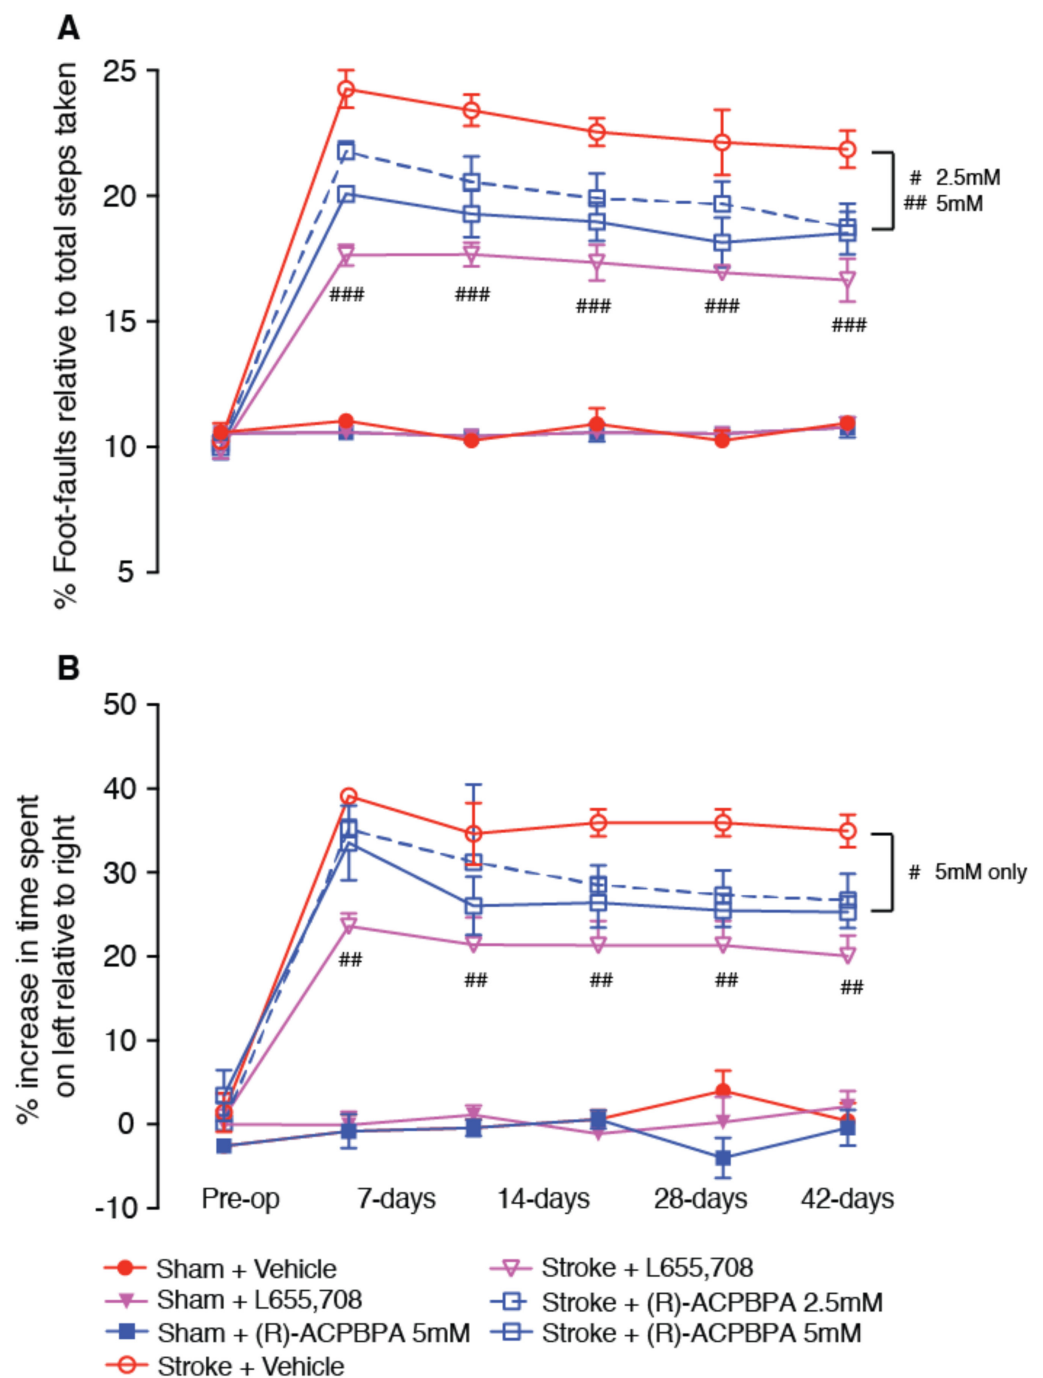 A
% Foot-faults relative to total steps taken
25
20
15
10
5
# 2.5mM
## 5mM
###
###
###
###
###
B
% increase in time spent
on left relative to right
50
40
30
20
10
0
-10
# 5mM only
##
##
##
##
##
Pre-op
7-days
14-days
28-days
42-days
Sham + Vehicle
Sham + L655,708
Sham + (R)-ACPBPA 5mM
Stroke + Vehicle
Stroke + L655,708
Stroke + (R)-ACPBPA 2.5mM
Stroke + (R)-ACPBPA 5mM